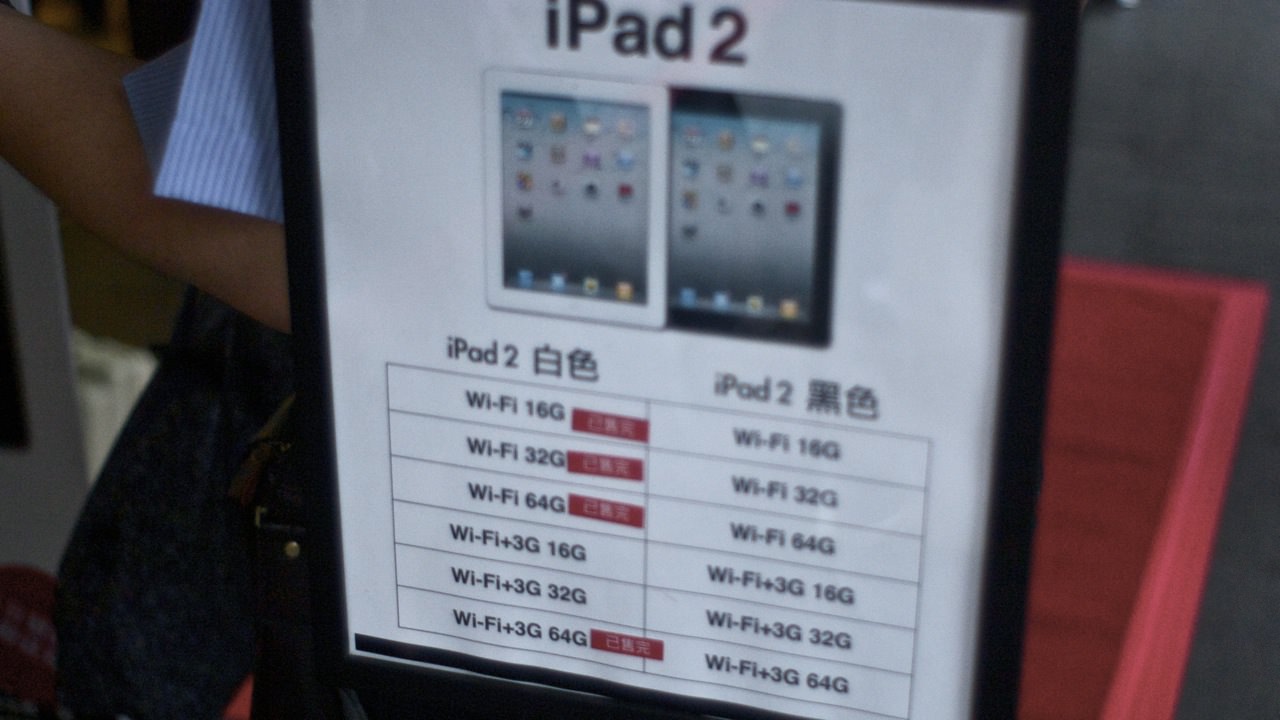 iPad 2
iPad 2 白色
iPad 2 黑色
Wi-Fi 16G 已售完
Wi-Fi 16G
Wi-Fi 32G 已售完
Wi-Fi 32G
Wi-Fi 64G 已售完
Wi-Fi 64G
Wi-Fi+3G 16G
Wi-Fi+3G 16G
Wi-Fi+3G 32G
Wi-Fi+3G 32G
Wi-Fi+3G 64G 已售完
Wi-Fi+3G 64G